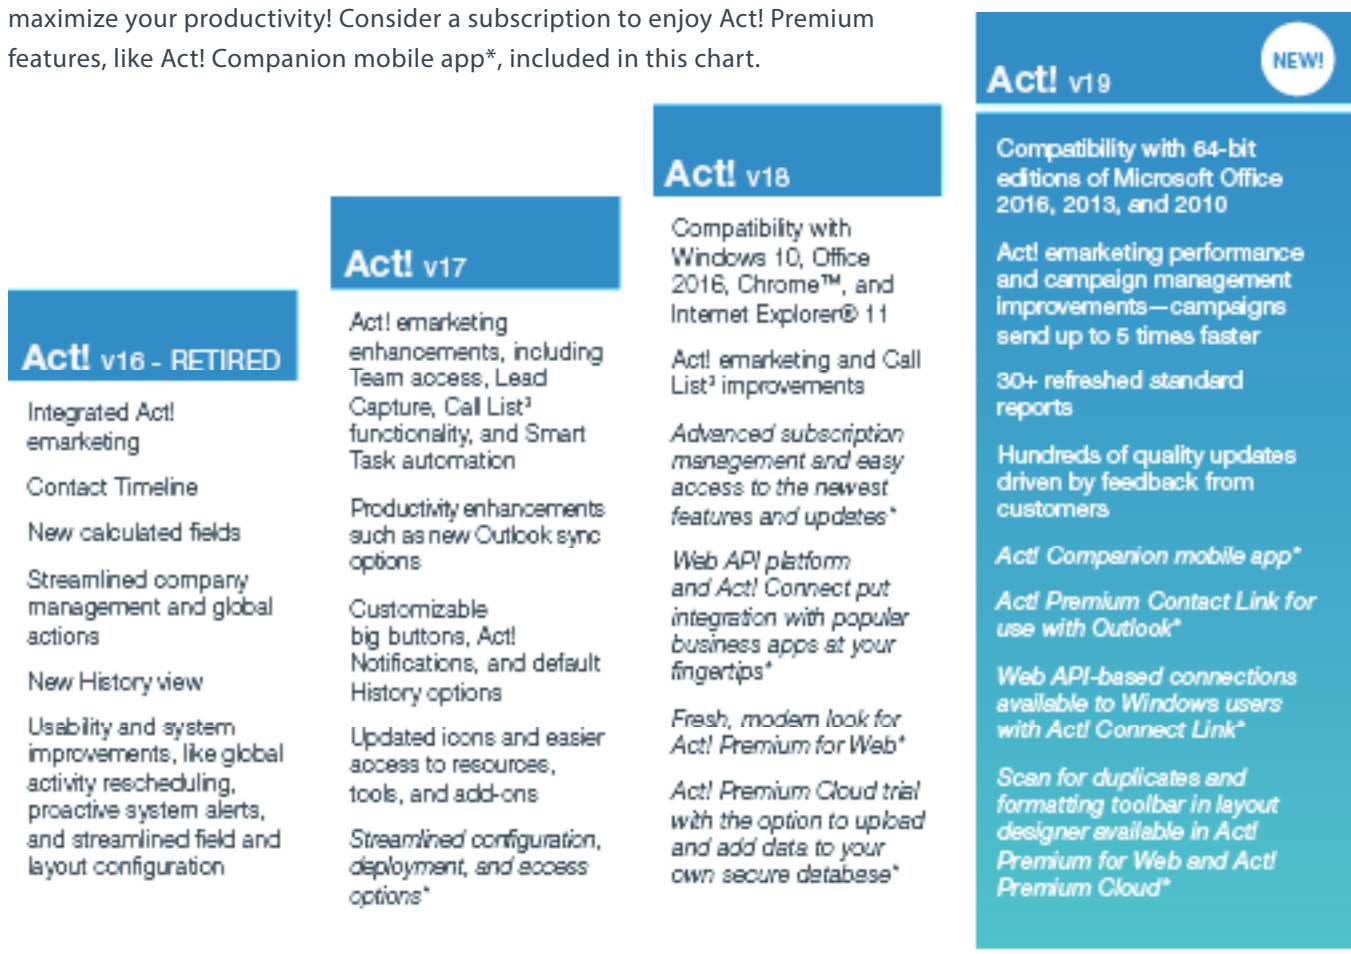 maximize your productivity! Consider a subscription to enjoy Act! Premium
features, like Act! Companion mobile app*, included in this chart.
Act! v16 - RETIRED
Integrated Act!
emarketing
Contact Timeline
New calculated fields
Streamlined company
management and global
actions
New History view
Usability and system
improvements, like global
activity rescheduling,
proactive system alerts,
and streamlined field and
layout configuration
Act! v17
Act! emarketing
enhancements, including
Team access, Lead
Capture, Call List³
functionality, and Smart
Task automation
Productivity enhancements
such as new Outlook sync
options
Customizable
big buttons, Act!
Notifications, and default
History options
Updated icons and easier
access to resources,
tools, and add-ons
Streamlined configuration,
deployment, and access
options*
Act! v18
Compatibility with
Windows 10, Office
2016, Chrome™, and
Internet Explorer® 11
Act! emarketing and Call
List³ improvements
Advanced subscription
management and easy
access to the newest
features and updates*
Web API platform
and Act! Connect put
integration with popular
business apps at your
fingertips*
Fresh, modern look for
Act! Premium for Web*
Act! Premium Cloud trial
with the option to upload
and add data to your
own secure database*
Act! v19
NEW!
Compatibility with 64-bit
editions of Microsoft Office
2016, 2013, and 2010
Act! emarketing performance
and campaign management
improvements—campaigns
send up to 5 times faster
30+ refreshed standard
reports
Hundreds of quality updates
driven by feedback from
customers
Act! Companion mobile app*
Act! Premium Contact Link for
use with Outlook*
Web API-based connections
available to Windows users
with Act! Connect Link*
Scan for duplicates and
formatting toolbar in layout
designer available in Act!
Premium for Web and Act!
Premium Cloud*